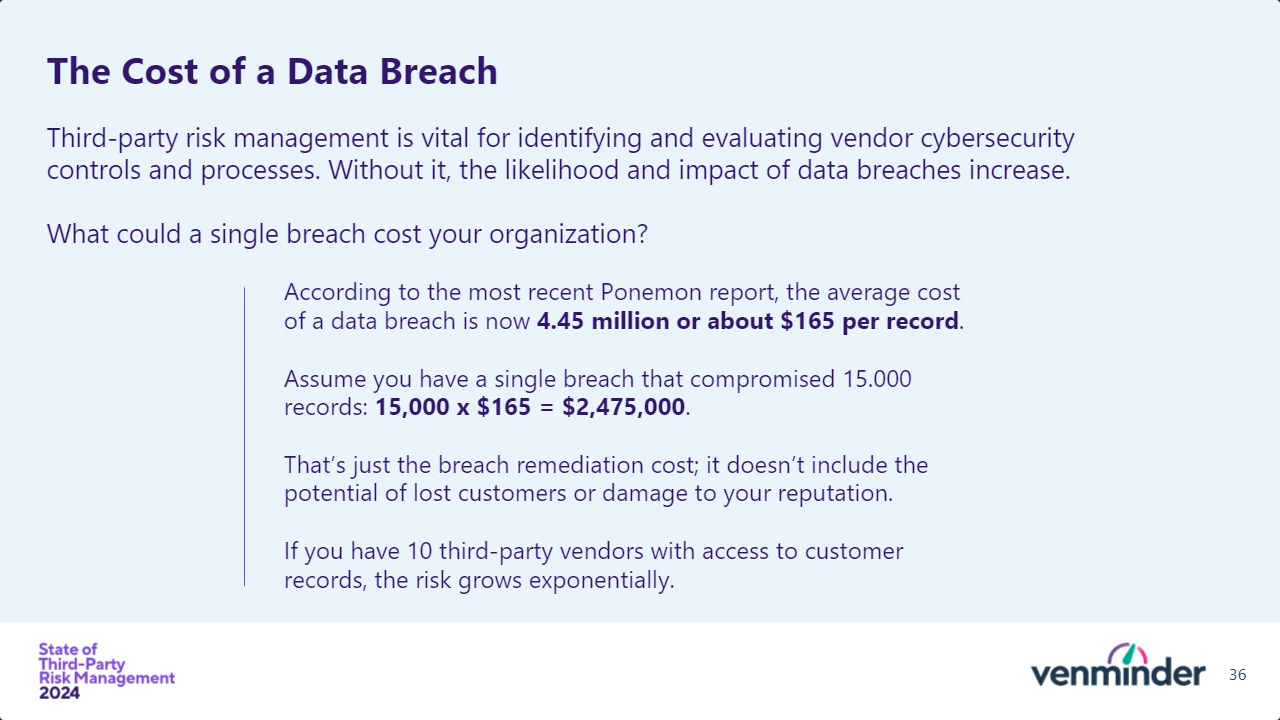 The Cost of a Data Breach
Third-party risk management is vital for identifying and evaluating vendor cybersecurity
controls and processes. Without it, the likelihood and impact of data breaches increase.
What could a single breach cost your organization?
According to the most recent Ponemon report, the average cost
of a data breach is now 4.45 million or about $165 per record.
Assume you have a single breach that compromised 15.000
records: 15,000 x $165 = $2,475,000.
That’s just the breach remediation cost; it doesn’t include the
potential of lost customers or damage to your reputation.
If you have 10 third-party vendors with access to customer
records, the risk grows exponentially.
State of
Third-Party
Risk Management
2024
venminder
36